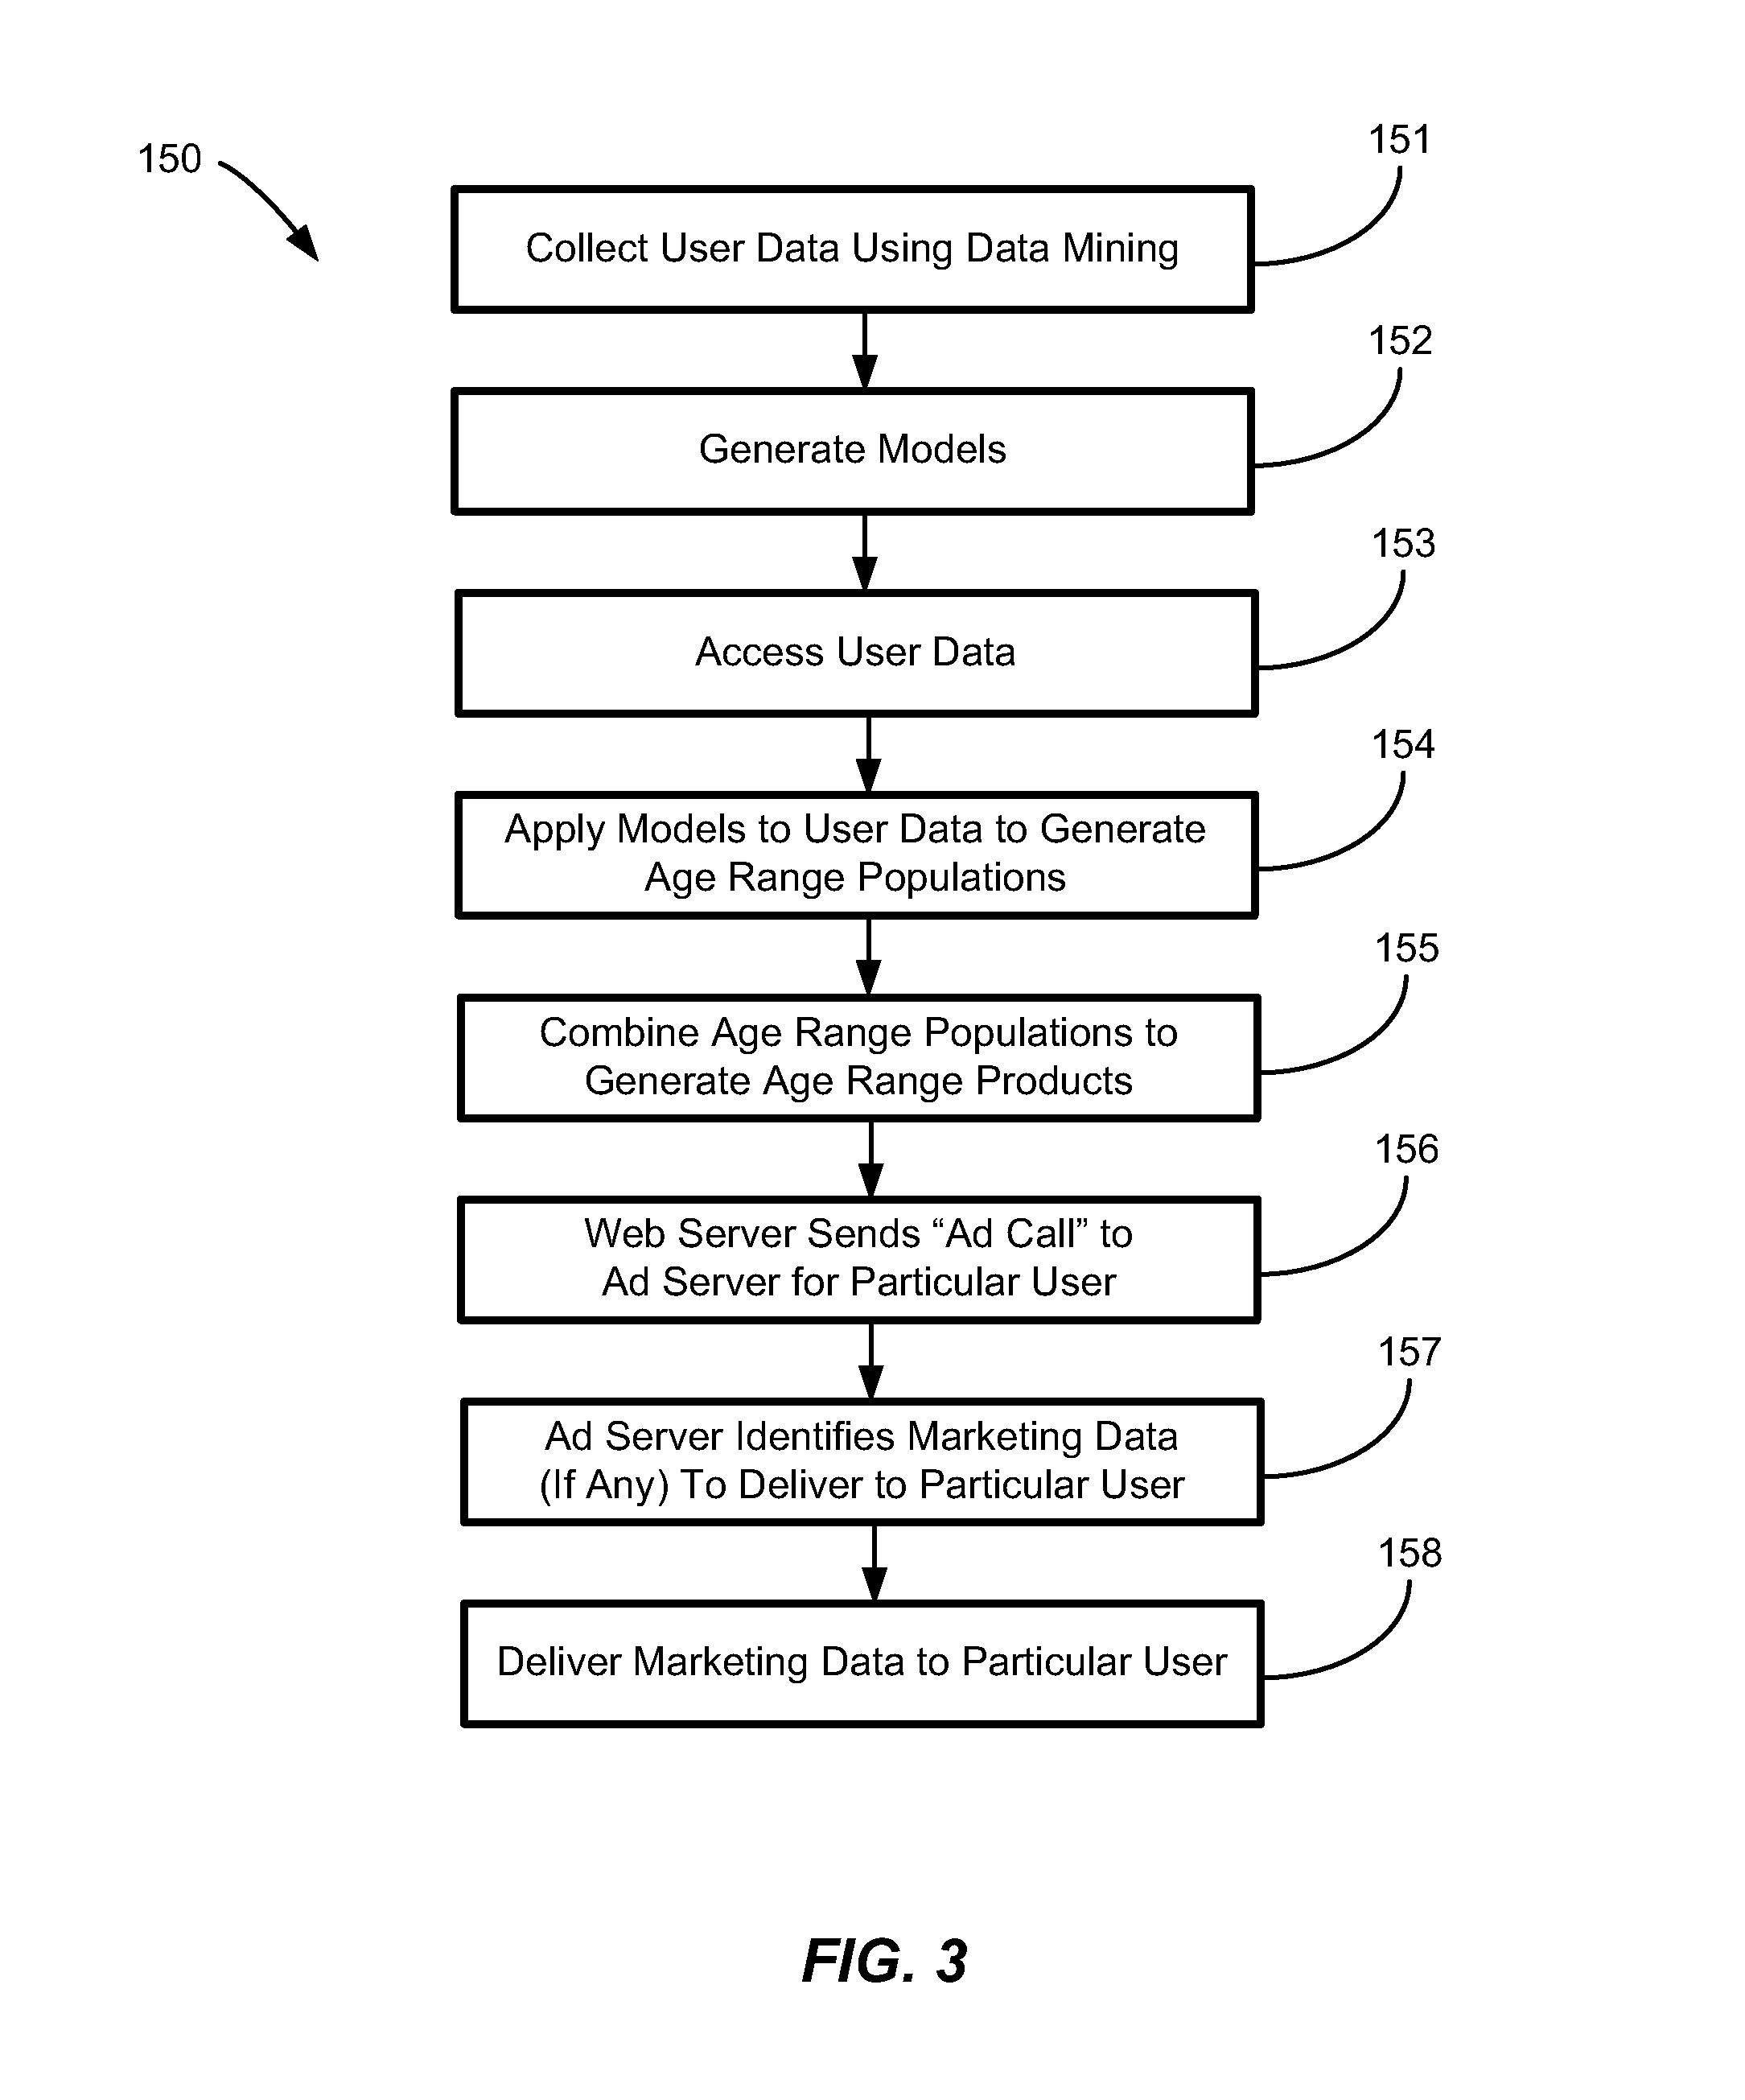 150
151
Collect User Data Using Data Mining
152
Generate Models
153
Access User Data
154
Apply Models to User Data to Generate
Age Range Populations
155
Combine Age Range Populations to
Generate Age Range Products
156
Web Server Sends “Ad Call” to
Ad Server for Particular User
157
Ad Server Identifies Marketing Data
(If Any) To Deliver to Particular User
158
Deliver Marketing Data to Particular User
FIG. 3